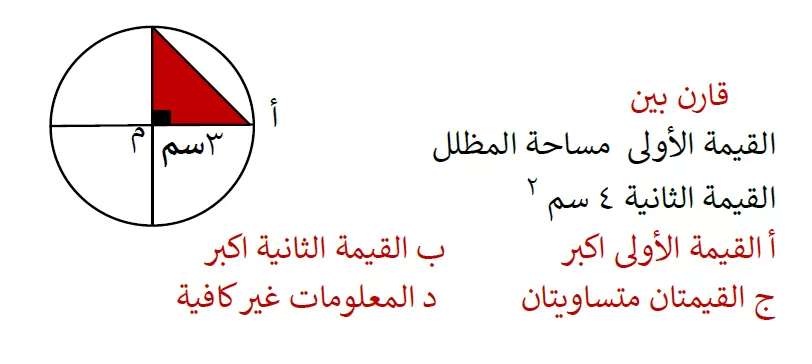 أ
م
٣سم
قارن بين
القيمة الأولى مساحة المظلل
القيمة الثانية ٤ سم ٢
أ القيمة الأولى اكبر ب القيمة الثانية اكبر
ج القيمتان متساويتان د المعلومات غير كافية